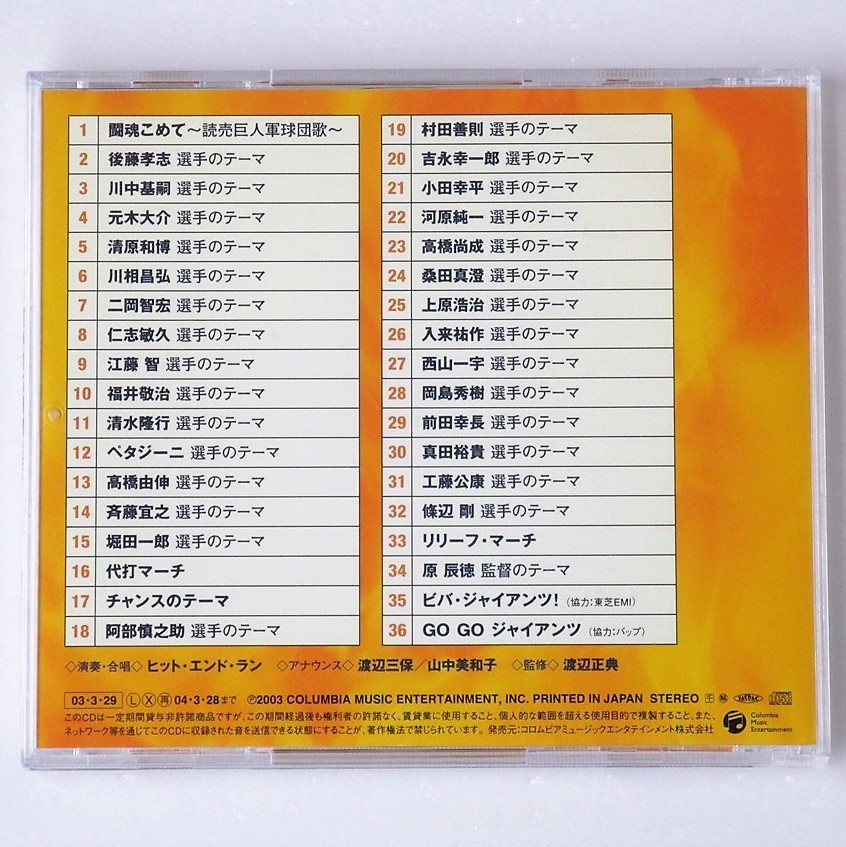 1 闘魂こめて～読売巨人軍球団歌～
2 後藤孝志 選手のテーマ
3 川中基嗣 選手のテーマ
4 元木大介 選手のテーマ
5 清原和博 選手のテーマ
6 川相昌弘 選手のテーマ
7 二岡智宏 選手のテーマ
8 仁志敏久 選手のテーマ
9 江藤 智 選手のテーマ
10 福井敬治 選手のテーマ
11 清水隆行 選手のテーマ
12 ペタジーニ 選手のテーマ
13 高橋由伸 選手のテーマ
14 斉藤宜之 選手のテーマ
15 堀田一郎 選手のテーマ
16 代打マーチ
17 チャンスのテーマ
18 阿部慎之助 選手のテーマ
19 村田善則 選手のテーマ
20 吉永幸一郎 選手のテーマ
21 小田幸平 選手のテーマ
22 河原純一 選手のテーマ
23 高橋尚成 選手のテーマ
24 桑田真澄 選手のテーマ
25 上原浩治 選手のテーマ
26 入来祐作 選手のテーマ
27 西山一宇 選手のテーマ
28 岡島秀樹 選手のテーマ
29 前田幸長 選手のテーマ
30 真田裕貴 選手のテーマ
31 工藤公康 選手のテーマ
32 條辺 剛 選手のテーマ
33 リリーフ・マーチ
34 原 辰徳 監督のテーマ
35 ビバ・ジャイアンツ!（協力:東芝EMI）
36 GO GO ジャイアンツ（協力:バップ）
◇演奏・合唱◇ ヒット・エンド・ラン ◇アナウンス◇ 渡辺三保／山中美和子 ◇監修◇ 渡辺正典
03・3・29 Ⓛ Ⓧ 再 04・3・28まで ℗2003 COLUMBIA MUSIC ENTERTAINMENT, INC. PRINTED IN JAPAN STEREO
このCDは一定期間貸与非許諾商品ですが、この期間経過後も権利者の許諾なく、賃貸業に使用すること、個人的な範囲を超える使用目的で複製すること、また、
ネットワーク等を通じてこのCDに収録された音を送信できる状態にすることが、著作権法で禁じられています。 発売元:コロムビアミュージックエンタテインメント株式会社
Columbia
Music
Entertainment